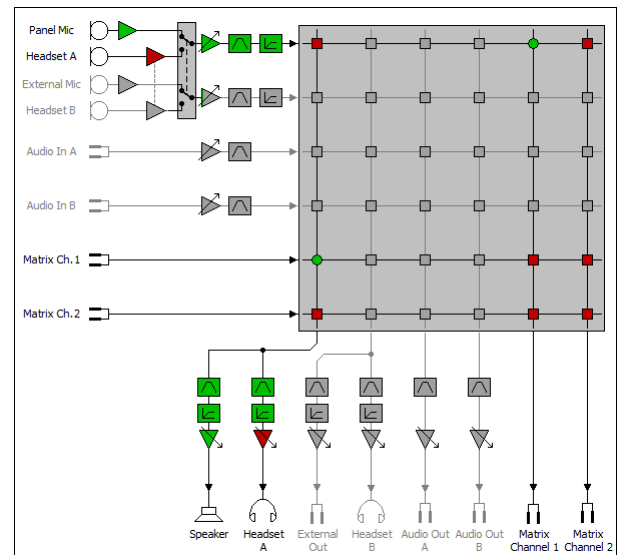 Panel Mic
Headset A
External Mic
Headset B
Audio In A
Audio In B
Matrix Ch.1
Matrix Ch.2
Speaker Headset External Headset Audio Out Audio Out Matrix Matrix
A Out B A B Channel 1 Channel 2